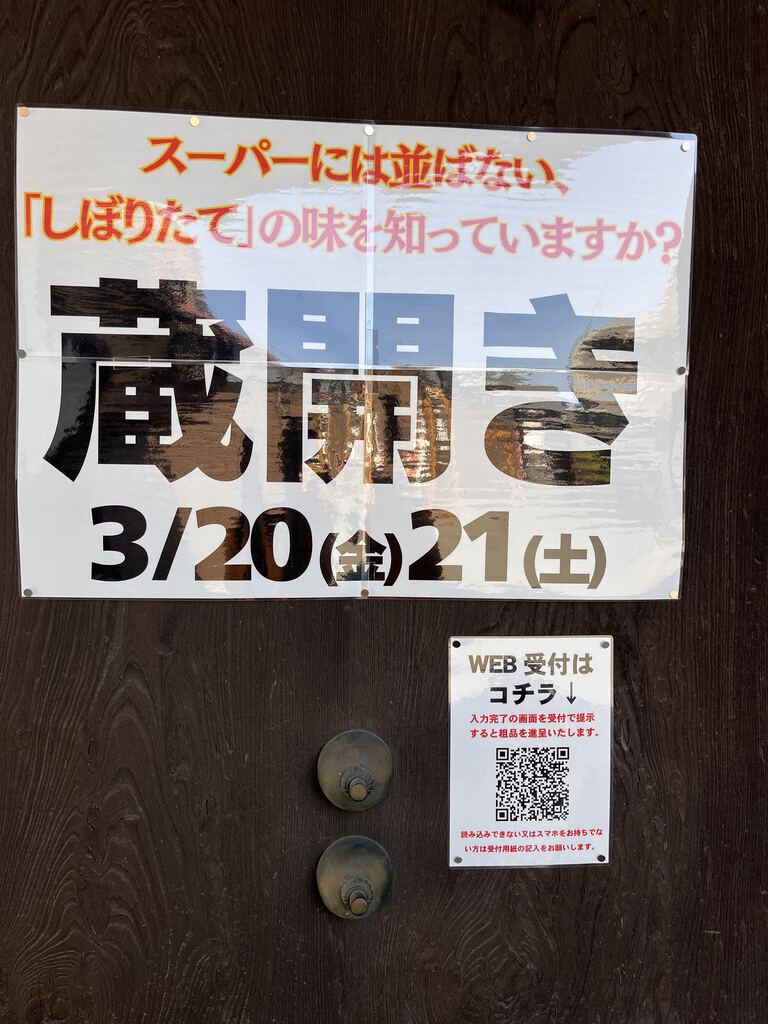 スーパーには並ばない、
「しぼりたて」の味を知っていますか?
蔵開き
3/20(金)21(土)
WEB 受付は
コチラ↓
入力完了の画面を受付で提示
すると粗品を進呈いたします。
読み込みできない又はスマホをお持ちでな
い方は受付用紙の記入をお願いします。